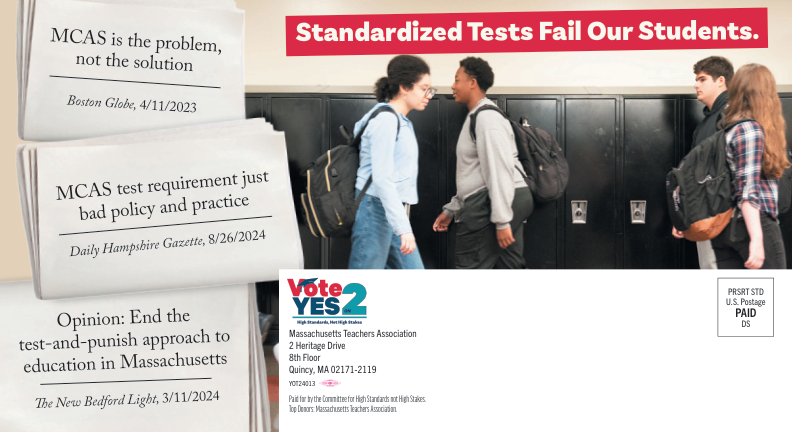 MCAS is the problem,
not the solution
Boston Globe, 4/11/2023
MCAS test requirement just
bad policy and practice
Daily Hampshire Gazette, 8/26/2024
Opinion: End the
test-and-punish approach to
education in Massachusetts
The New Bedford Light, 3/11/2024
Standardized Tests Fail Our Students.
Vote
YES ON 2
High Standards, Not High Stakes
Massachusetts Teachers Association
2 Heritage Drive
8th Floor
Quincy, MA 02171-2119
YOT24013
Paid for by the Committee for High Standards not High Stakes.
Top Donors: Massachusetts Teachers Association.
PRSRT STD
U.S. Postage
PAID
DS